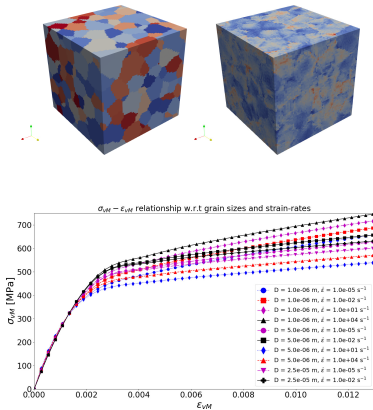 σvM − εvM relationship w.r.t grain sizes and strain-rates
700
600
500
400
300
200
100
0
σvM [MPa]
0.000
0.002
0.004
0.006
0.008
0.010
0.012
εvM
D = 1.0e-06 m, ε̇ = 1.0e-05 s⁻¹
D = 1.0e-06 m, ε̇ = 1.0e-02 s⁻¹
D = 1.0e-06 m, ε̇ = 1.0e+01 s⁻¹
D = 1.0e-06 m, ε̇ = 1.0e+04 s⁻¹
D = 5.0e-06 m, ε̇ = 1.0e-05 s⁻¹
D = 5.0e-06 m, ε̇ = 1.0e-02 s⁻¹
D = 5.0e-06 m, ε̇ = 1.0e+01 s⁻¹
D = 5.0e-06 m, ε̇ = 1.0e+04 s⁻¹
D = 2.5e-05 m, ε̇ = 1.0e-05 s⁻¹
D = 2.5e-05 m, ε̇ = 1.0e-02 s⁻¹